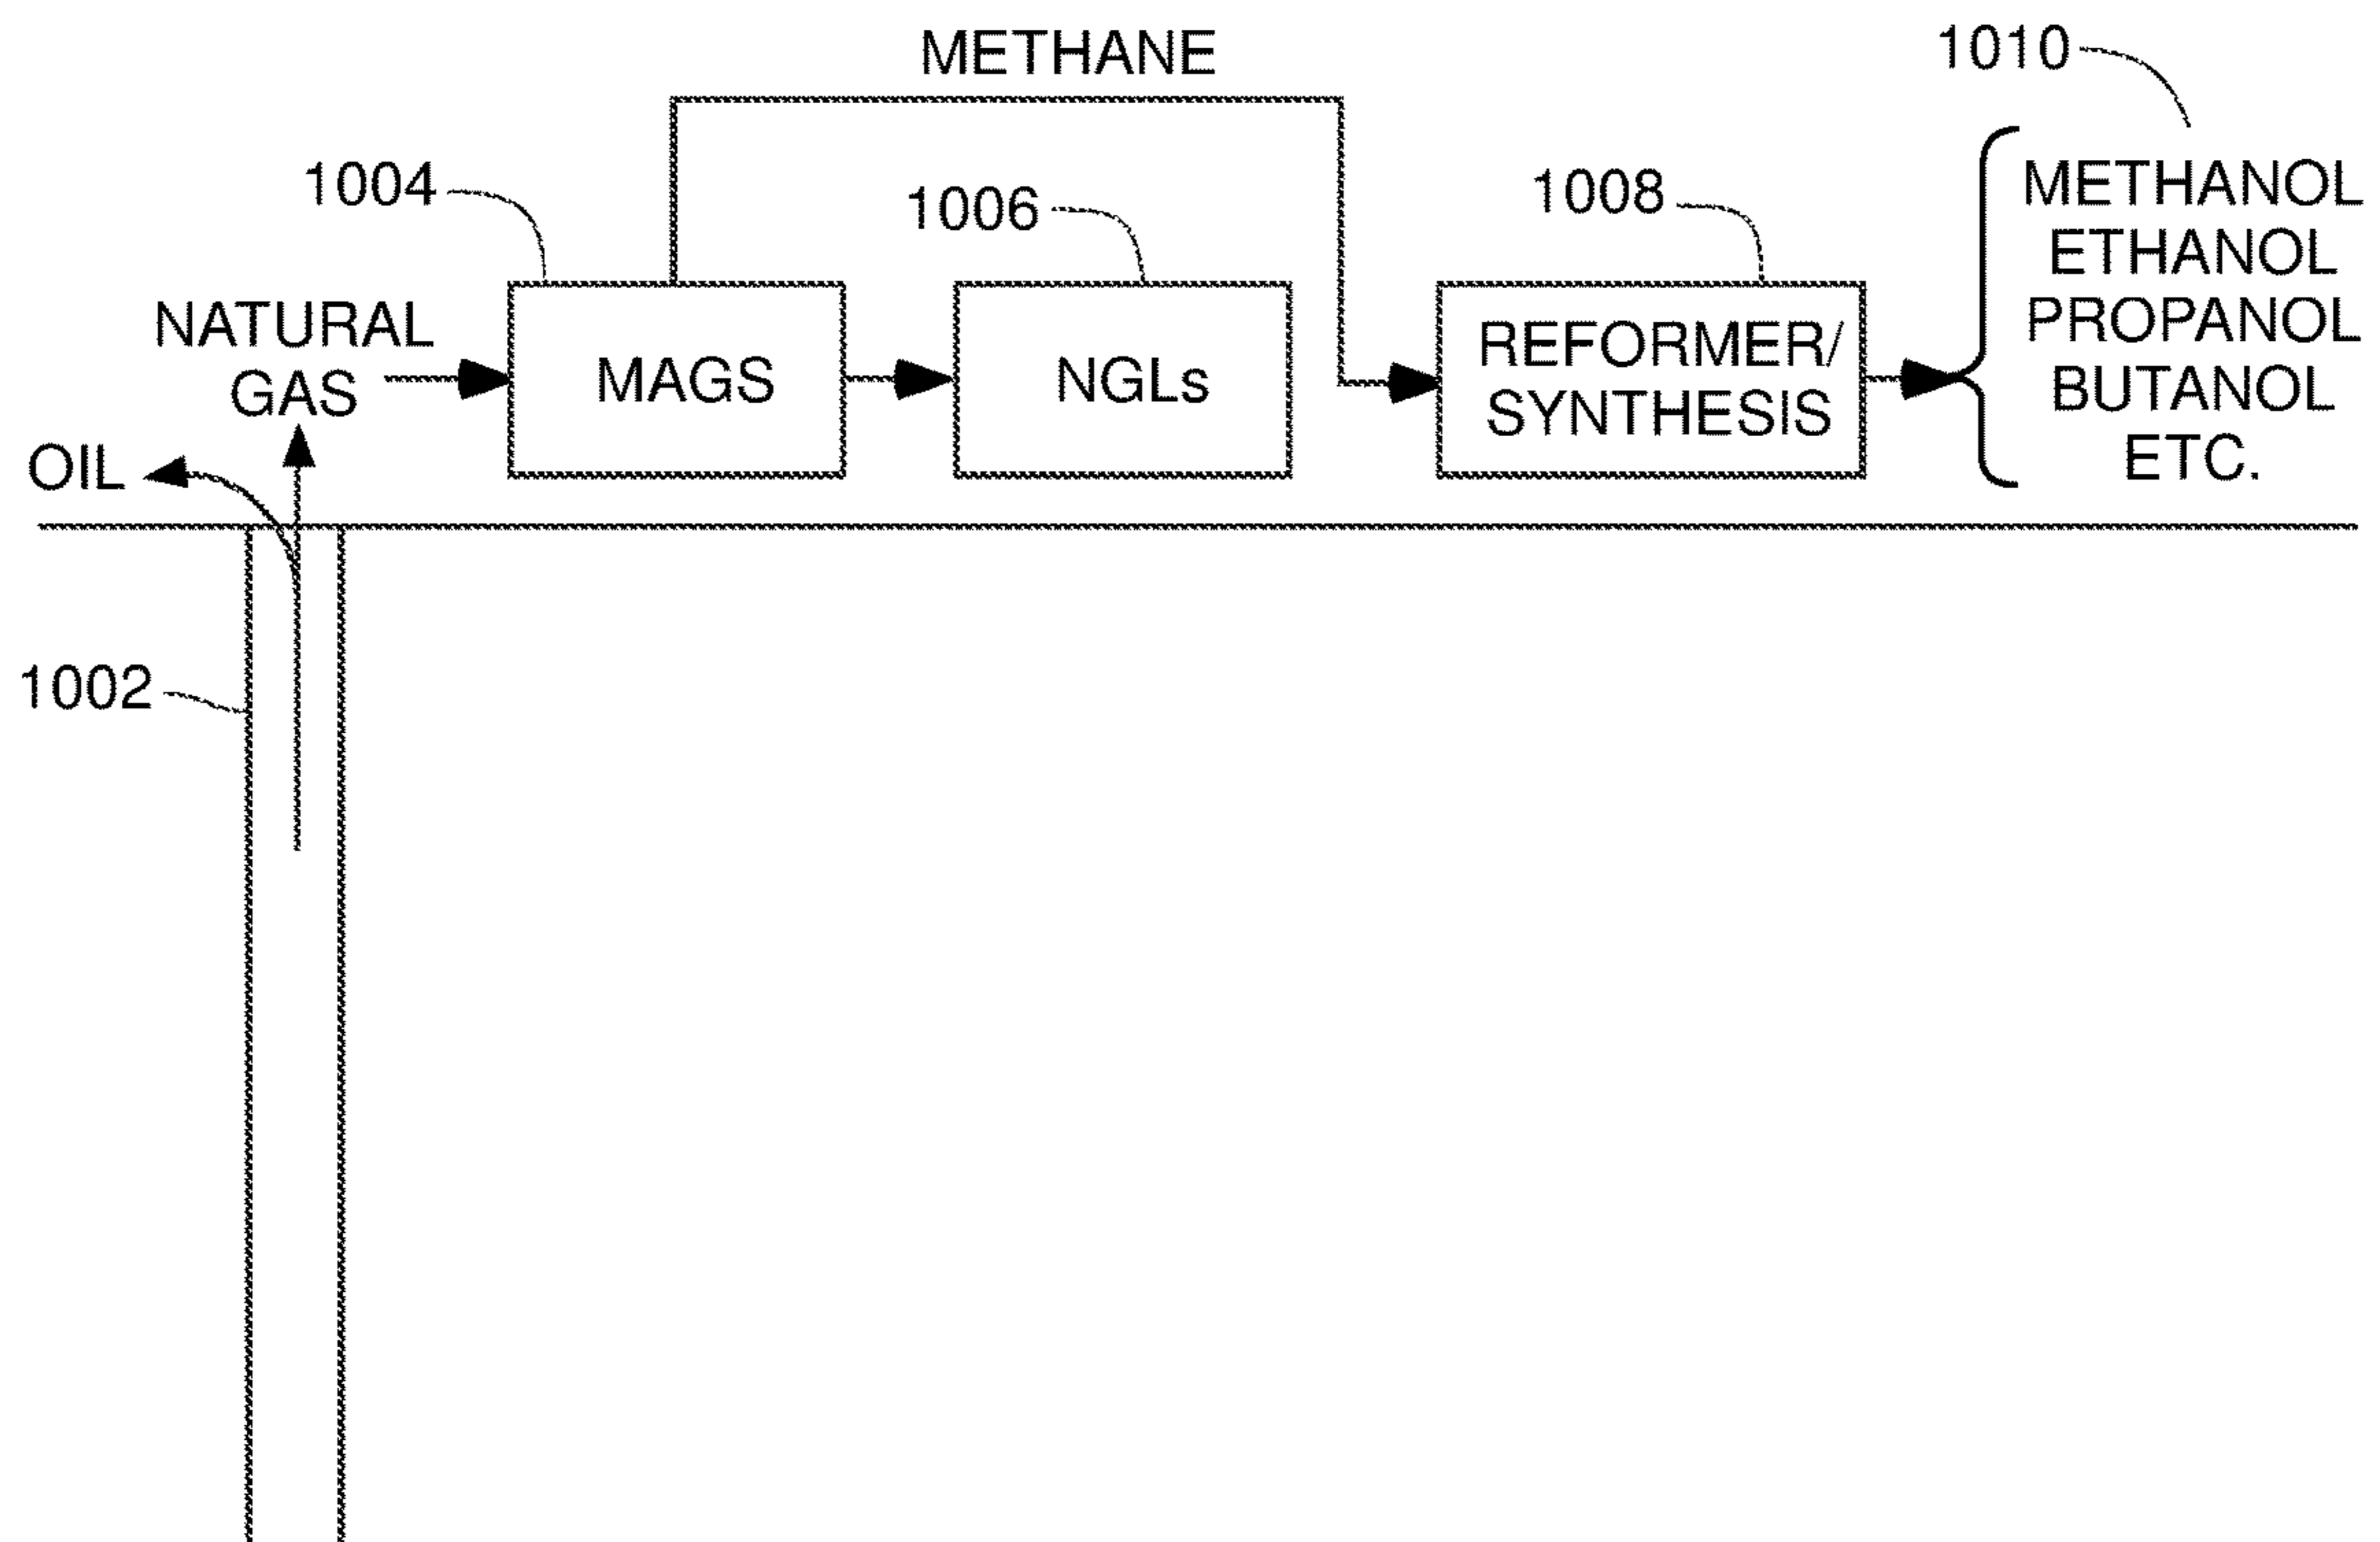 METHANE
1010
1004
1006
1008
METHANOL
ETHANOL
PROPANOL
BUTANOL
ETC.
NATURAL
GAS
MAGS
NGLs
REFORMER/
SYNTHESIS
OIL
1002